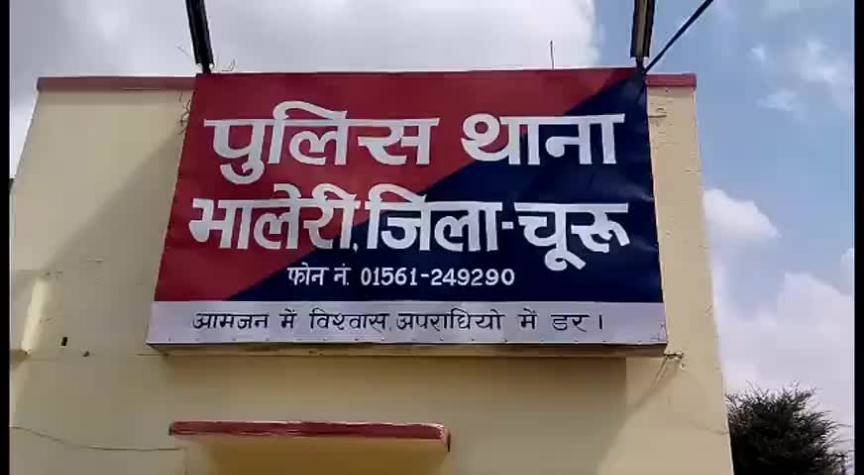 पुलिस थाना
भालेरी, जिला-चूरू
फोन नं. 01561-249290
आमजन में विश्वास, अपराधियो में डर।